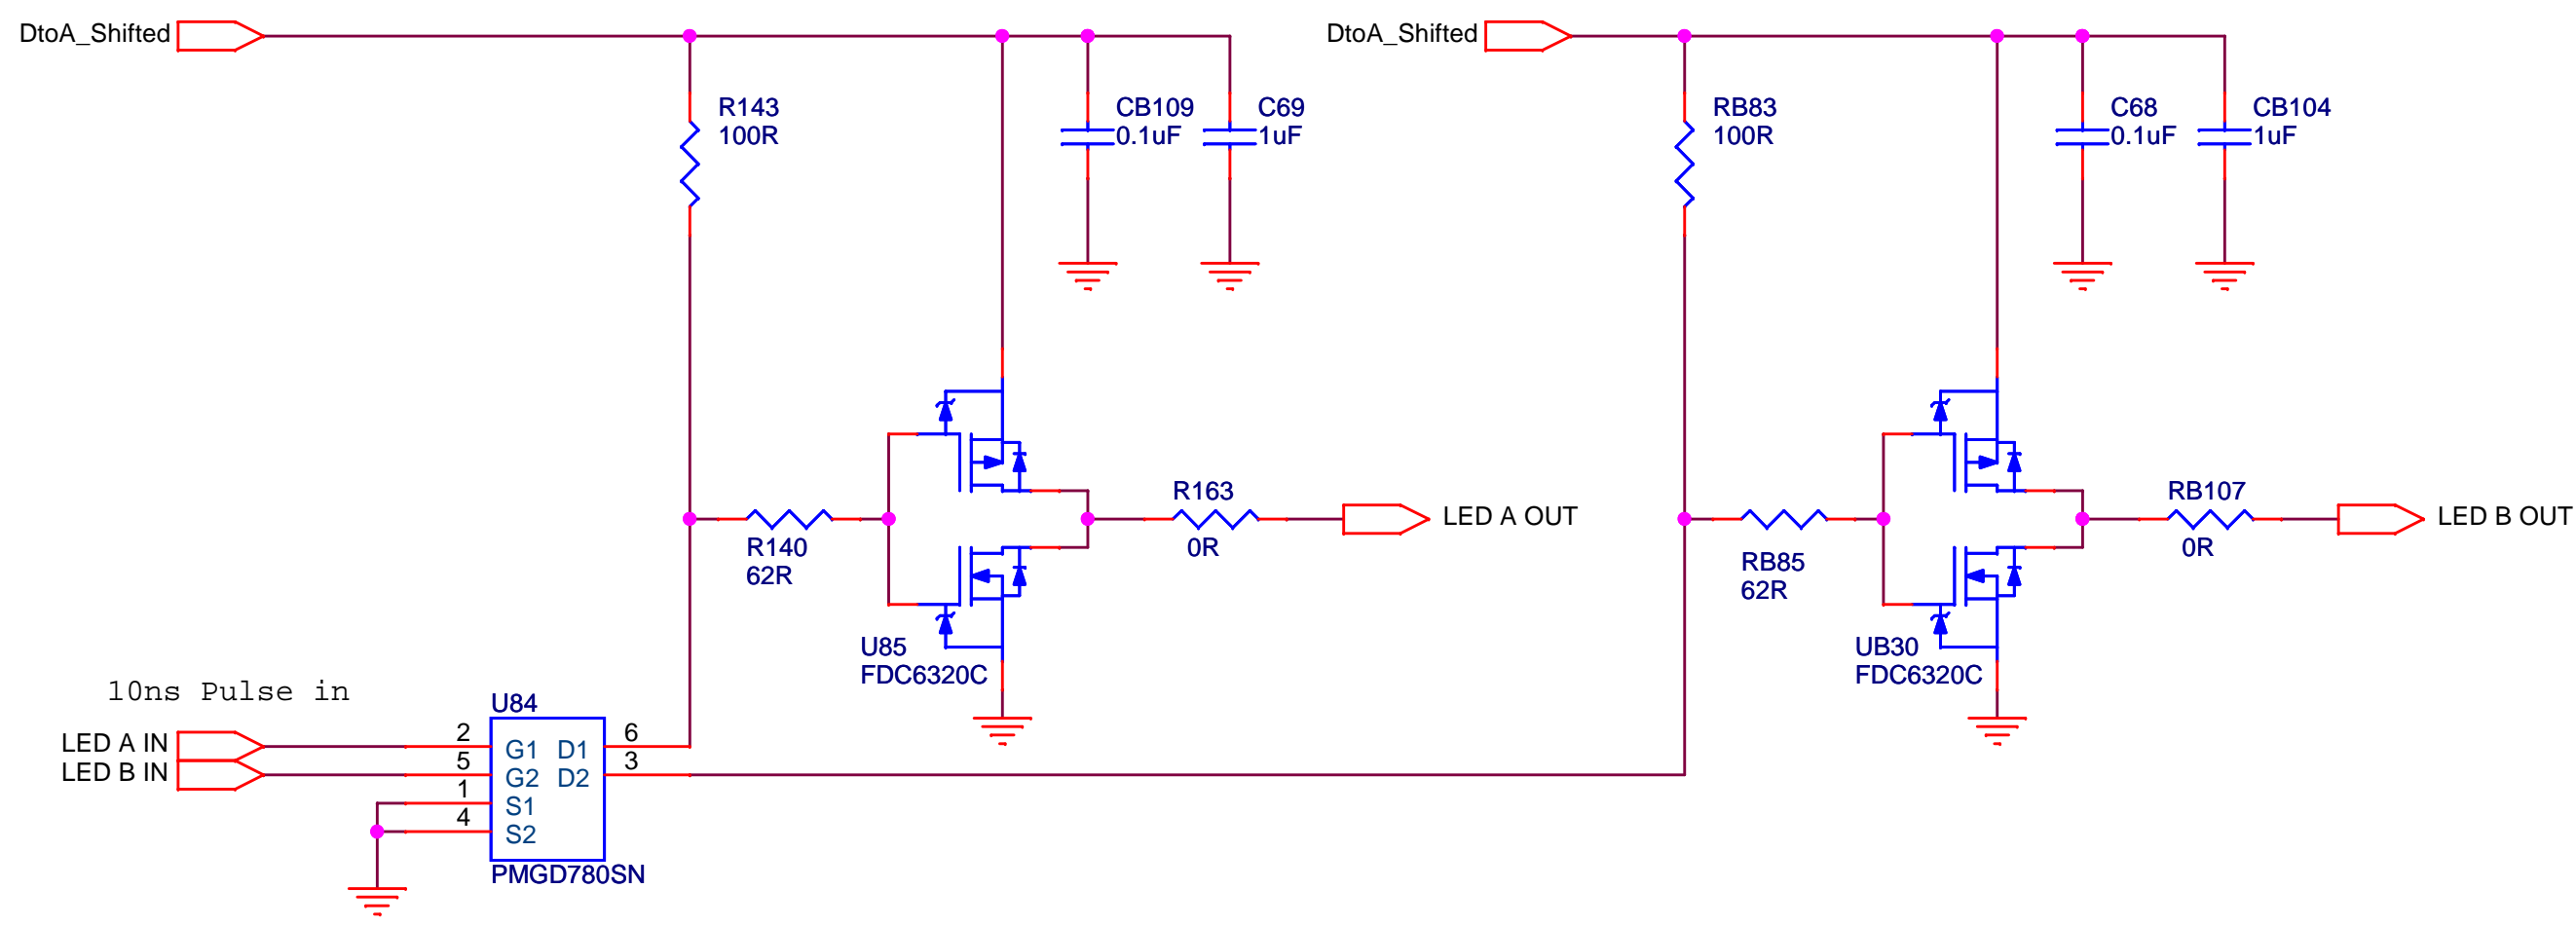 DtoA_Shifted
DtoA_Shifted
R143
100R
CB109
0.1uF
C69
1uF
RB83
100R
C68
0.1uF
CB104
1uF
R140
62R
R163
0R
LED A OUT
RB85
62R
RB107
0R
LED B OUT
U85
FDC6320C
UB30
FDC6320C
10ns Pulse in
LED A IN
LED B IN
U84
2
5
1
4
G1 D1
G2 D2
S1
S2
6
3
PMGD780SN